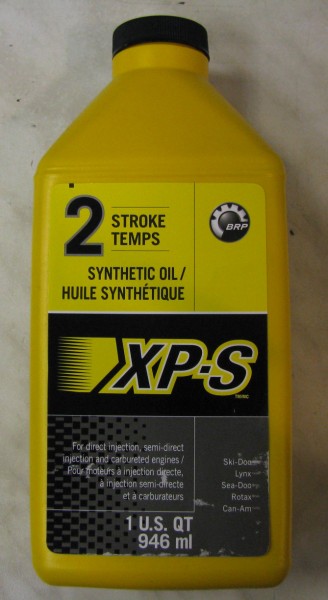 2 STROKE
TEMPS
BRP
SYNTHETIC OIL /
HUILE SYNTHÉTIQUE
XP-S
For direct injection, semi-direct
injection and carbureted engines /
Pour moteurs à injection directe,
à injection semi-directe
et à carburateurs
Ski-Doo
Lynx
Sea-Doo
Rotax
Can-Am
1 U.S. QT
946 ml